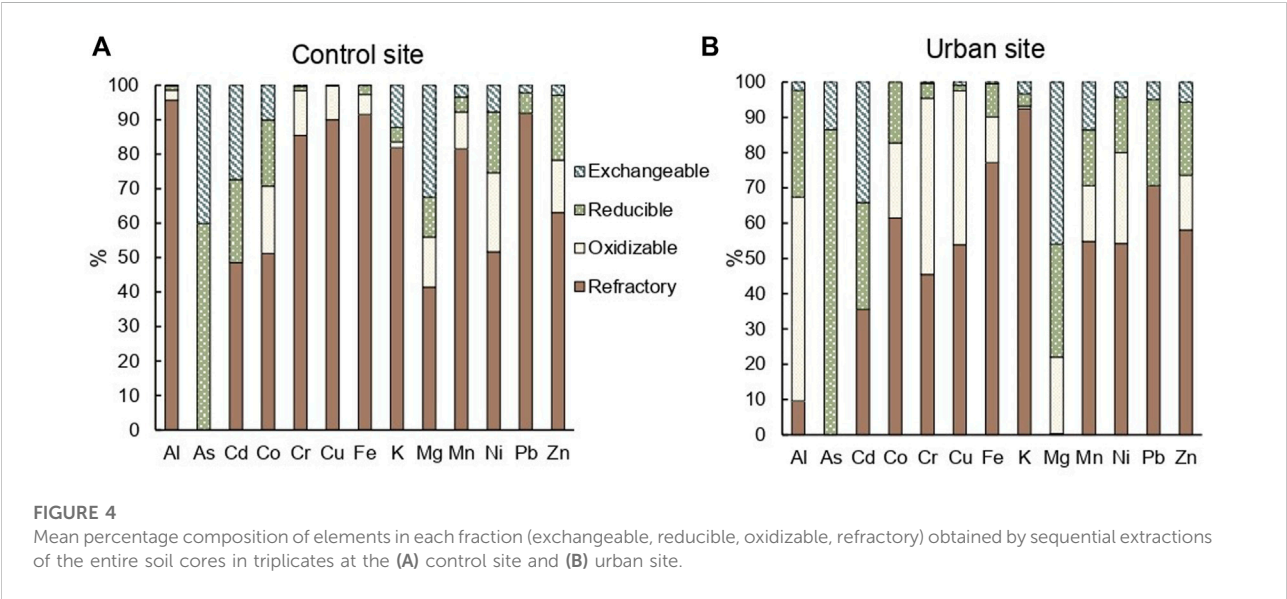 A
Control site
100
90
80
70
60
50
40
30
20
10
0
%
Al As Cd Co Cr Cu Fe K Mg Mn Ni Pb Zn
Exchangeable
Reducible
Oxidizable
Refractory
B
Urban site
100
90
80
70
60
50
40
30
20
10
0
%
Al As Cd Co Cr Cu Fe K Mg Mn Ni Pb Zn
FIGURE 4
Mean percentage composition of elements in each fraction (exchangeable, reducible, oxidizable, refractory) obtained by sequential extractions
of the entire soil cores in triplicates at the (A) control site and (B) urban site.